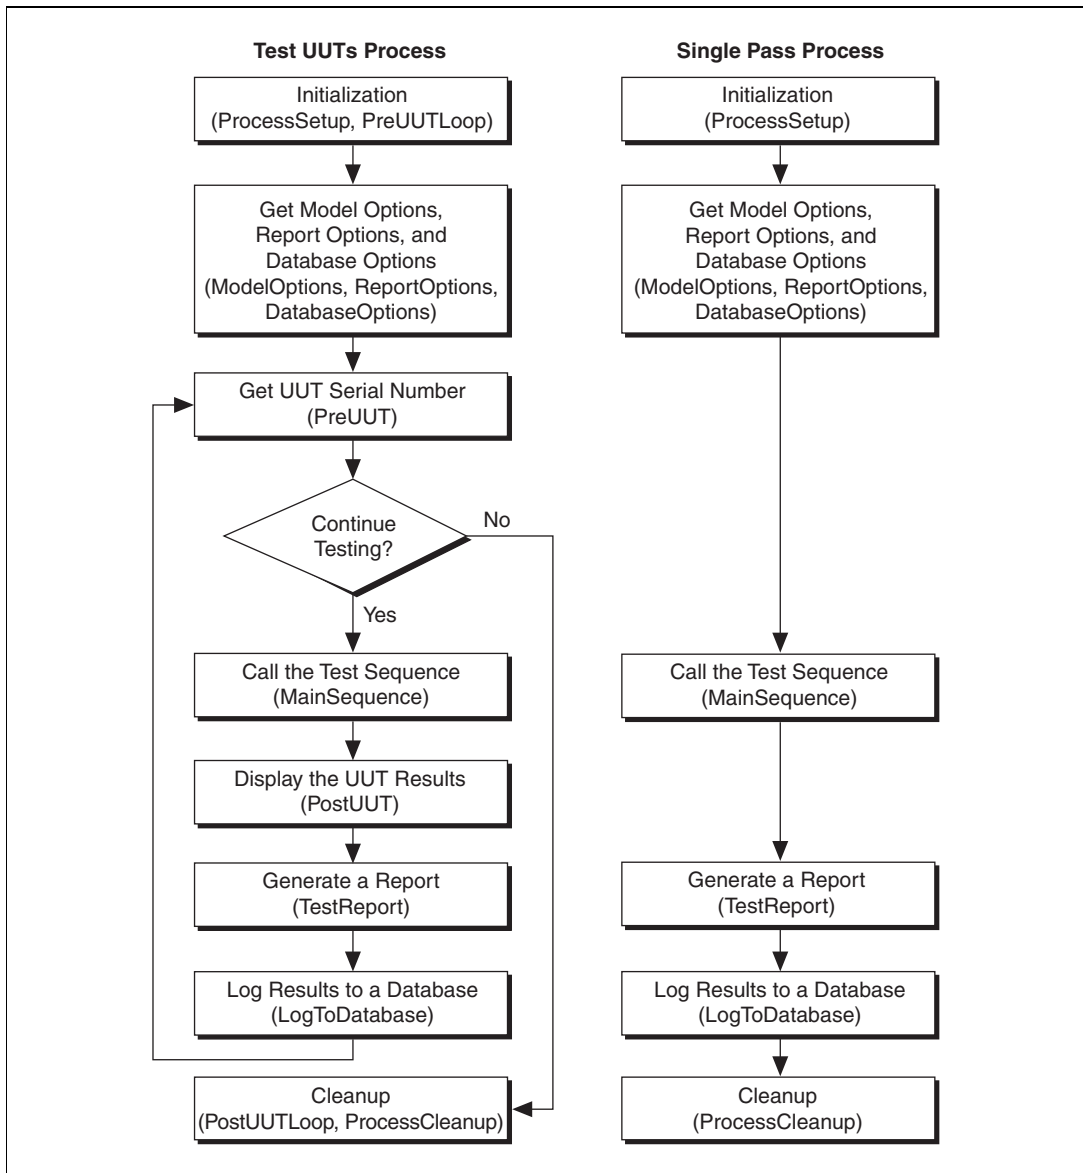 Test UUTs Process
Initialization
(ProcessSetup, PreUUTLoop)
Get Model Options,
Report Options, and
Database Options
(ModelOptions, ReportOptions,
DatabaseOptions)
Get UUT Serial Number
(PreUUT)
Continue
Testing?
No
Yes
Call the Test Sequence
(MainSequence)
Display the UUT Results
(PostUUT)
Generate a Report
(TestReport)
Log Results to a Database
(LogToDatabase)
Cleanup
(PostUUTLoop, ProcessCleanup)
Single Pass Process
Initialization
(ProcessSetup)
Get Model Options,
Report Options, and
Database Options
(ModelOptions, ReportOptions,
DatabaseOptions)
Call the Test Sequence
(MainSequence)
Generate a Report
(TestReport)
Log Results to a Database
(LogToDatabase)
Cleanup
(ProcessCleanup)